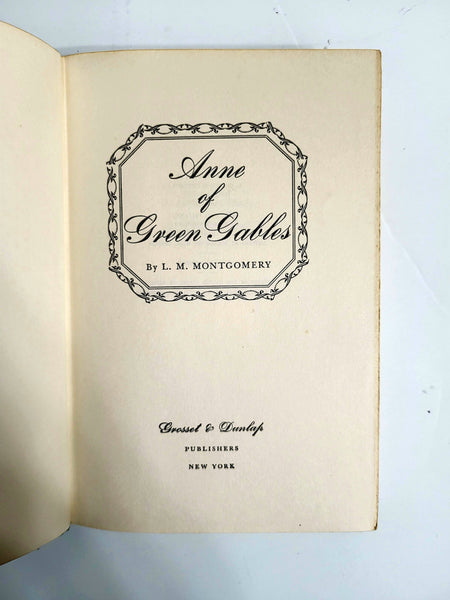 Anne
of
Green Gables
By L. M. MONTGOMERY
Grosset & Dunlap
PUBLISHERS
NEW YORK